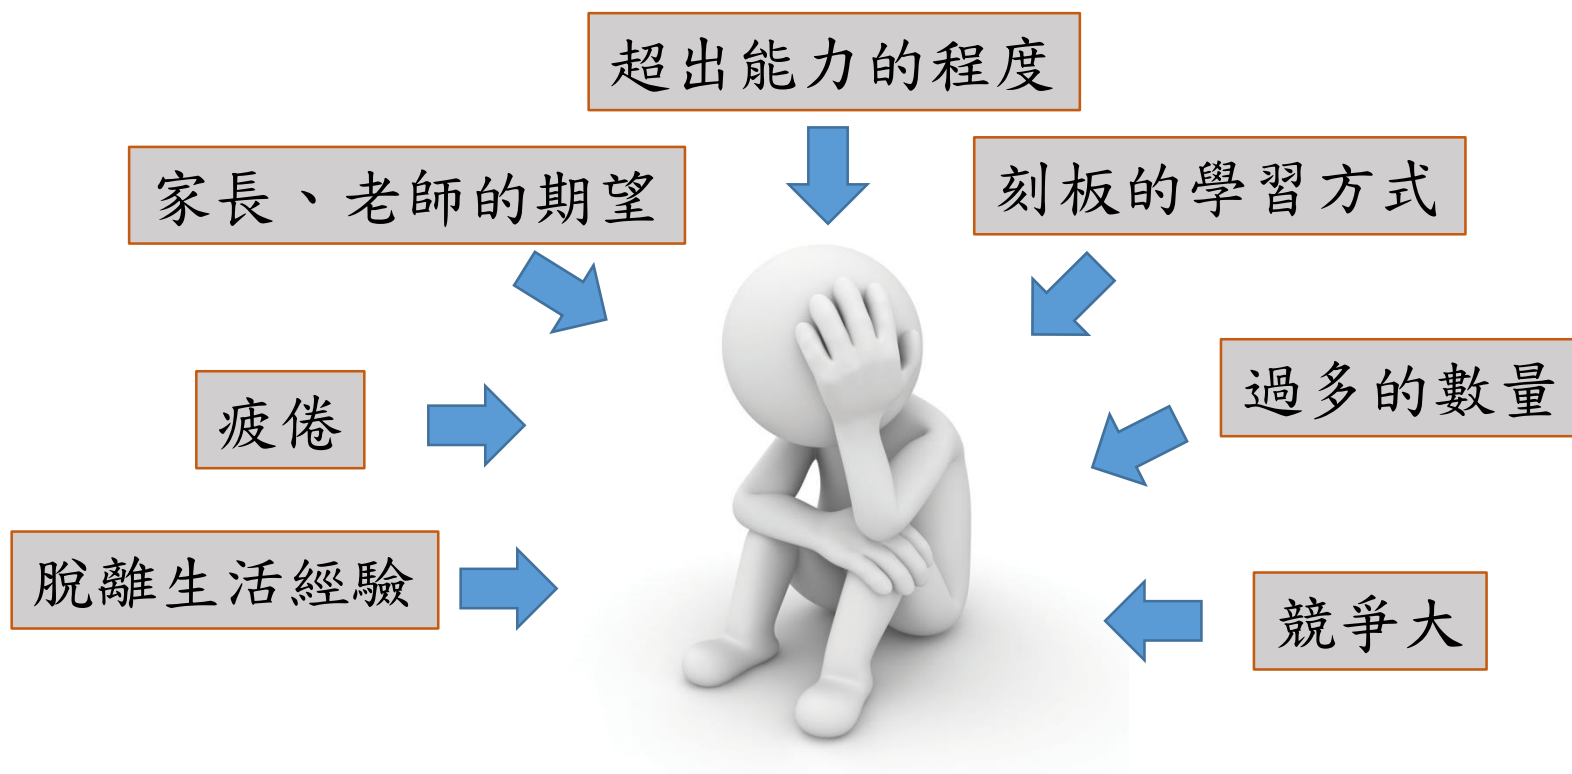 超出能力的程度
家長、老師的期望
刻板的學習方式
疲倦
過多的數量
脫離生活經驗
競爭大